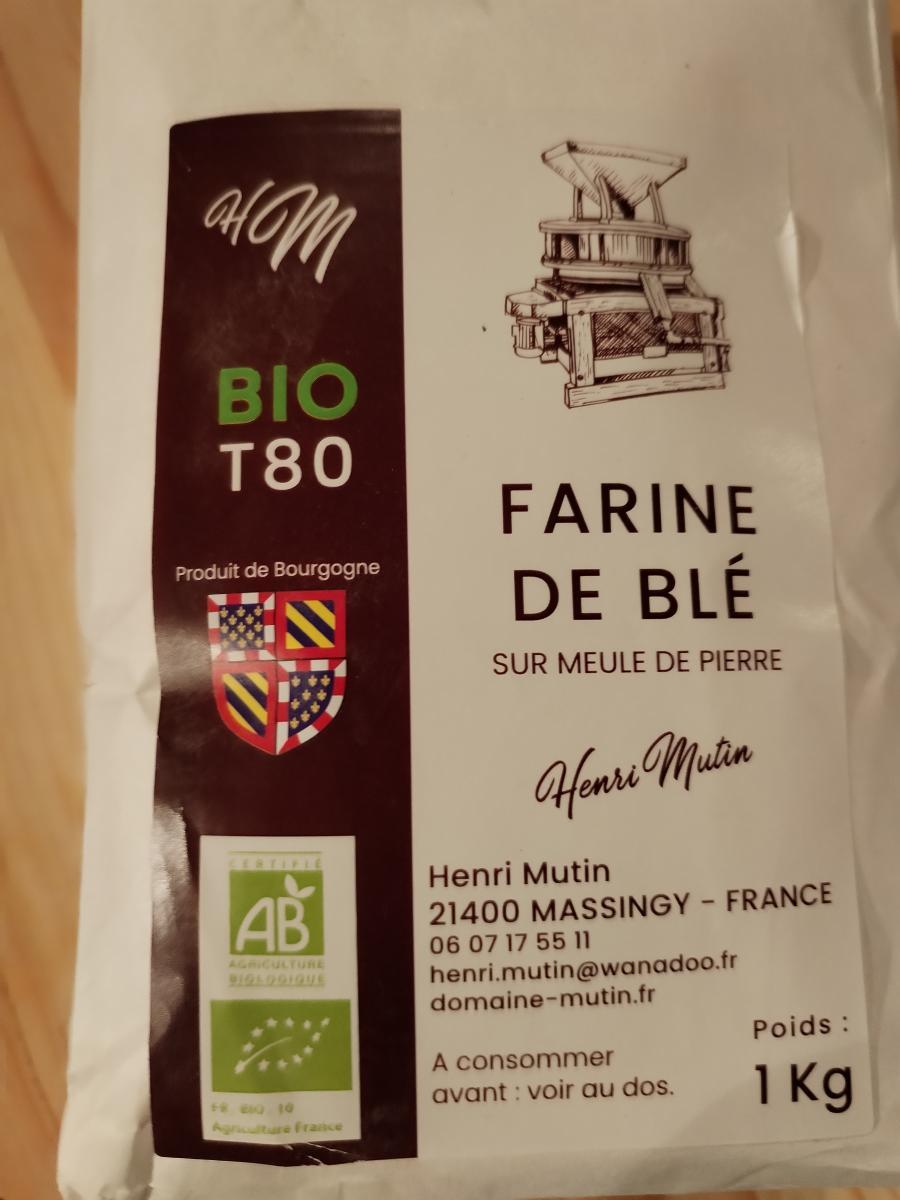 HM
BIO
T80
Produit de Bourgogne
CERTIFIÉ
AB
AGRICULTURE
BIOLOGIQUE
FR . BIO . 10
Agriculture France
FARINE
DE BLÉ
SUR MEULE DE PIERRE
Henri Mutin
Henri Mutin
21400 MASSINGY - FRANCE
06 07 17 55 11
henri.mutin@wanadoo.fr
domaine-mutin.fr
A consommer
avant : voir au dos.
Poids :
1 Kg